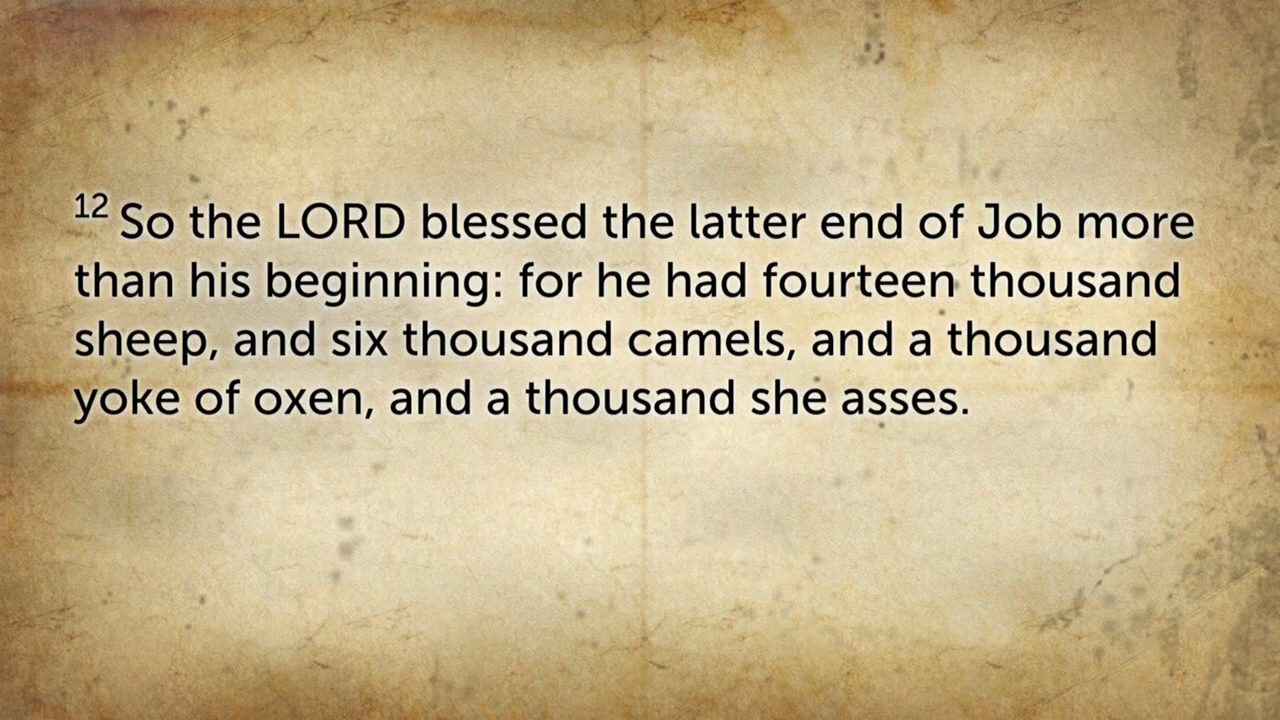 12 So the LORD blessed the latter end of Job more
than his beginning: for he had fourteen thousand
sheep, and six thousand camels, and a thousand
yoke of oxen, and a thousand she asses.